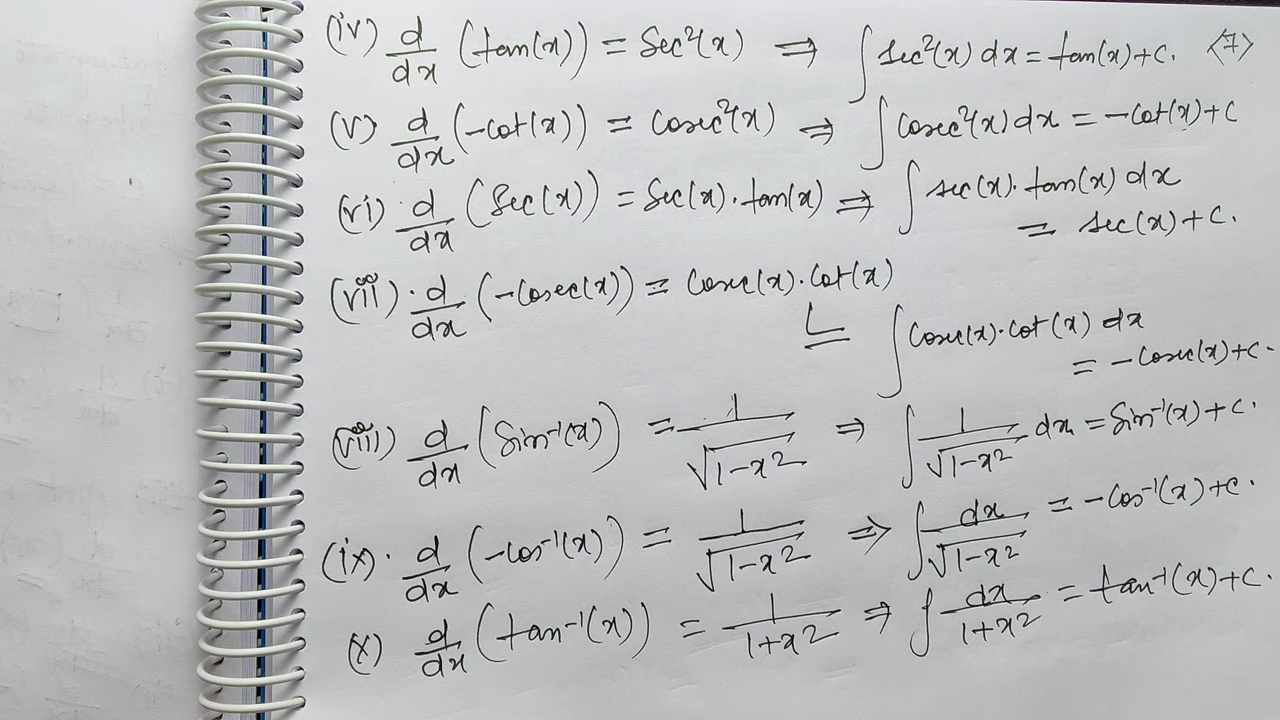 (iv) d/dx (tan(x)) = Sec²(x) ⇒ ∫ sec²(x) dx = tan(x)+c. <7>
(v) d/dx (-cot(x)) = Cosec²(x) ⇒ ∫ Cosec²(x) dx = -cot(x)+c
(vi) d/dx (Sec(x)) = Sec(x).tan(x) ⇒ ∫ sec(x).tan(x) dx
= sec(x)+c.
(vii). d/dx (-Cosec(x)) = Cosec(x).Cot(x)
∫ Cosec(x).Cot(x) dx
= -Cosec(x)+c.
(viii) d/dx (Sin⁻¹(x)) = 1/√(1-x²) ⇒ ∫ 1/√(1-x²) dx = Sin⁻¹(x)+c.
(ix). d/dx (-Cos⁻¹(x)) = 1/√(1-x²) ⇒ ∫ dx/√(1-x²) = -Cos⁻¹(x)+c.
(x) d/dx (tan⁻¹(x)) = 1/(1+x²) ⇒ ∫ dx/(1+x²) = tan⁻¹(x)+c.